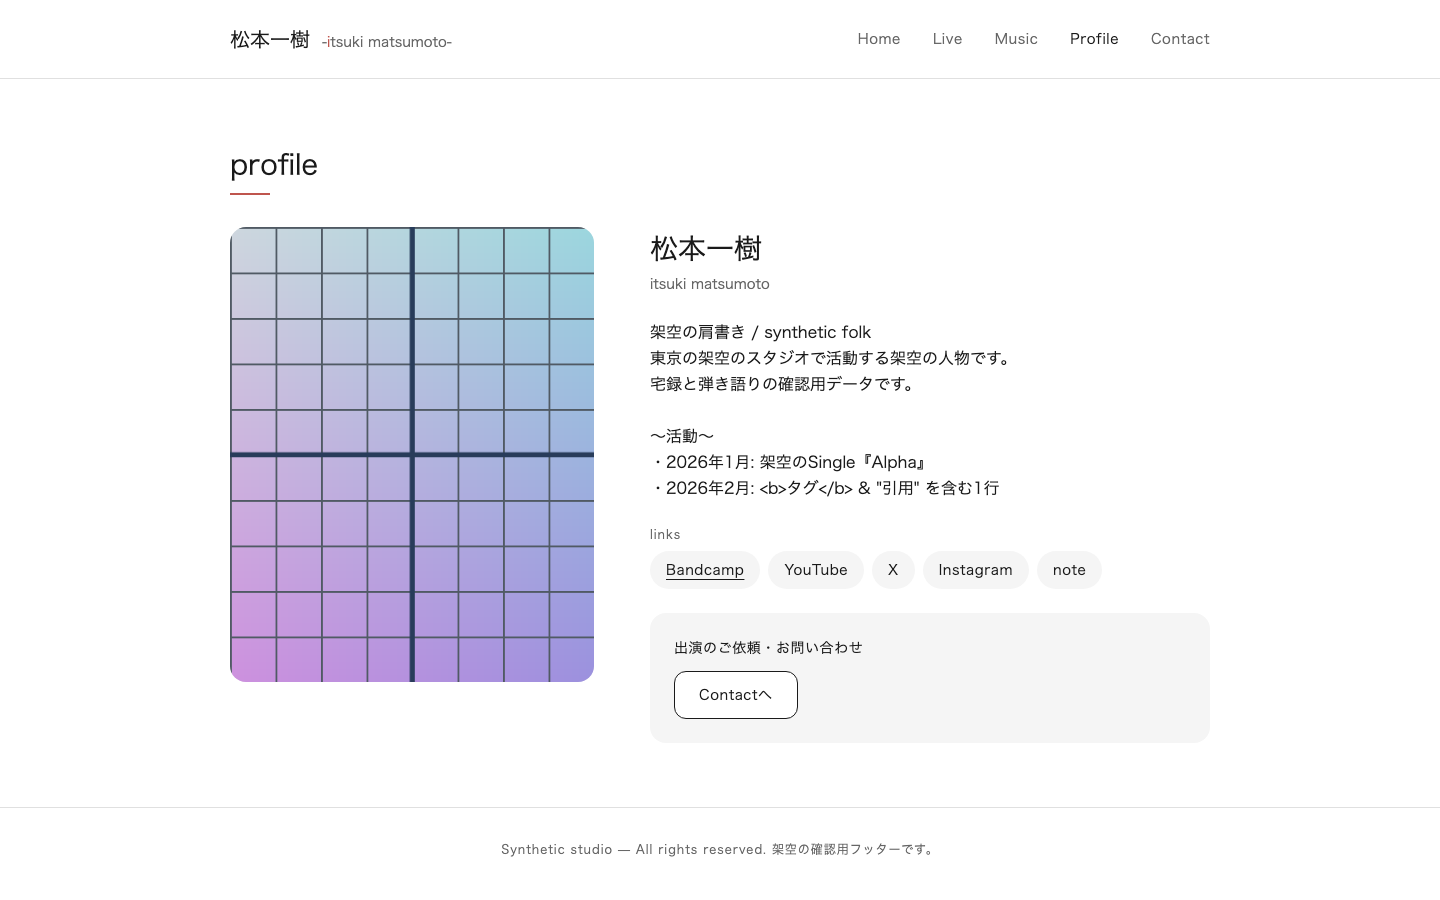 松本一樹 -itsuki matsumoto-
Home Live Music Profile Contact
profile
松本一樹
itsuki matsumoto
架空の肩書き / synthetic folk
東京の架空のスタジオで活動する架空の人物です。
宅録と弾き語りの確認用データです。
〜活動〜
・2026年1月: 架空のSingle『Alpha』
・2026年2月: <b>タグ</b> & "引用" を含む1行
links
Bandcamp YouTube X Instagram note
出演のご依頼・お問い合わせ
Contactへ
Synthetic studio — All rights reserved. 架空の確認用フッターです。